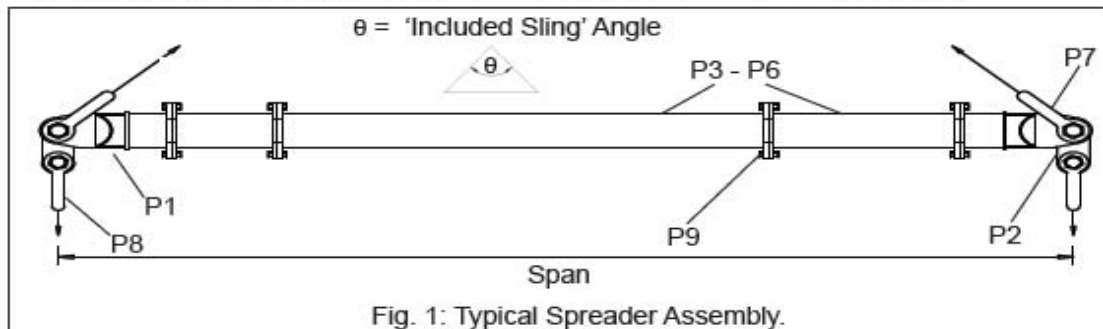 θ = 'Included Sling' Angle
θ
P7
P3 - P6
P1
P8
P9
P2
Span
Fig. 1: Typical Spreader Assembly.